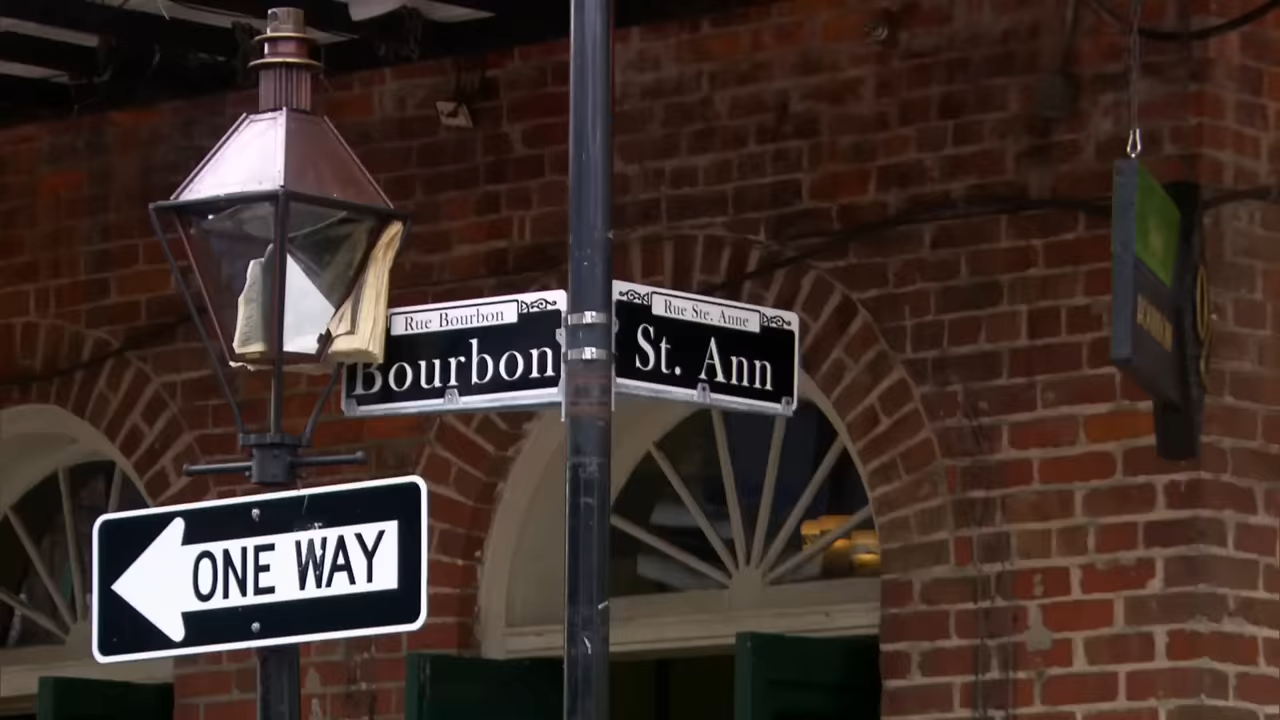 Rue Bourbon
Bourbon
Rue Ste. Anne
St. Ann
ONE WAY